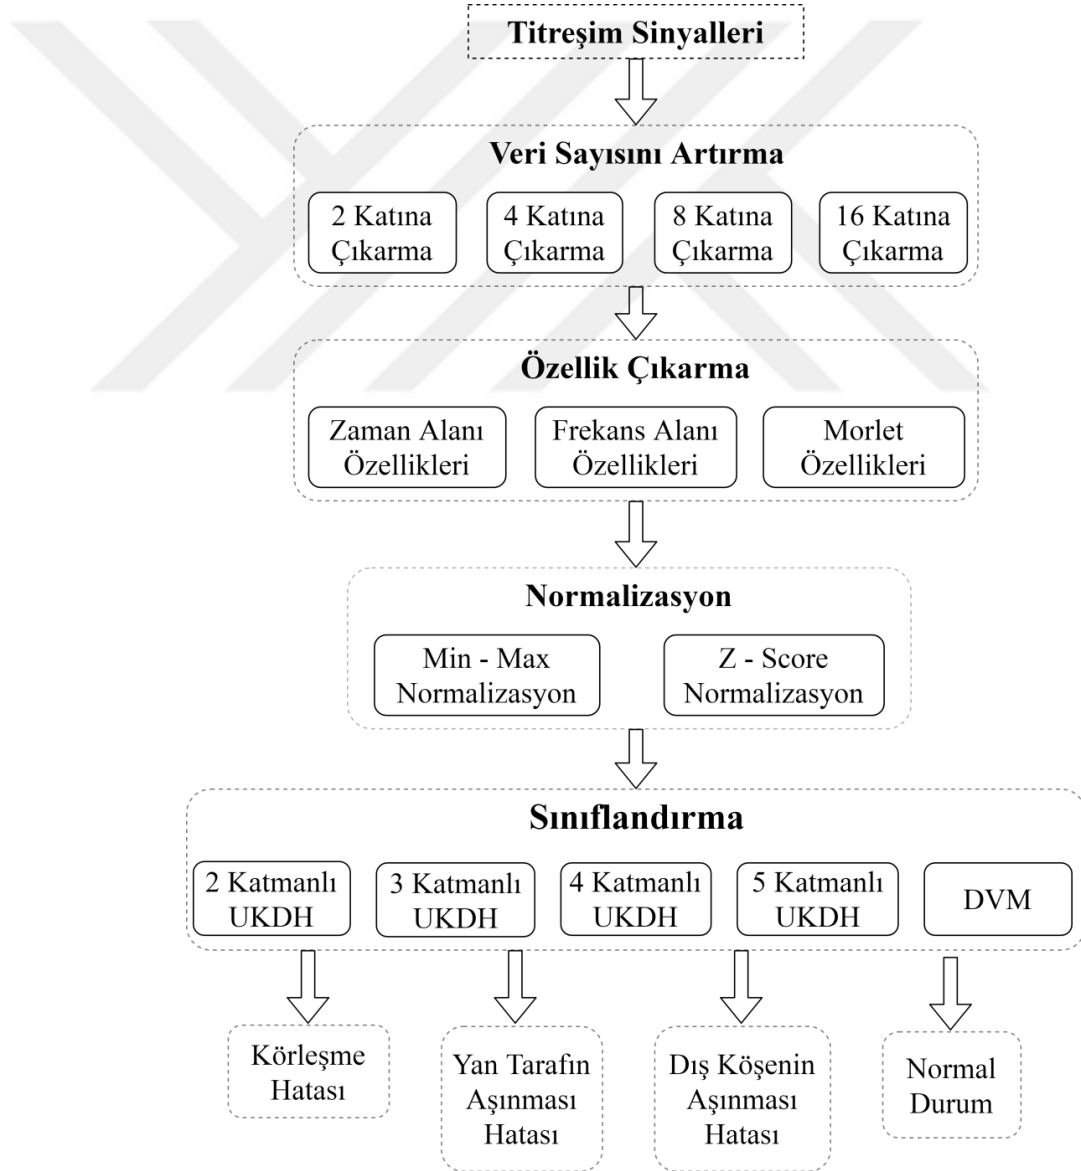 Titreşim Sinyalleri
Veri Sayısını Artırma
2 Katına
Çıkarma
4 Katına
Çıkarma
8 Katına
Çıkarma
16 Katına
Çıkarma
Özellik Çıkarma
Zaman Alanı
Özellikleri
Frekans Alanı
Özellikleri
Morlet
Özellikleri
Normalizasyon
Min - Max
Normalizasyon
Z - Score
Normalizasyon
Sınıflandırma
2 Katmanlı
UKDH
3 Katmanlı
UKDH
4 Katmanlı
UKDH
5 Katmanlı
UKDH
DVM
Körleşme
Hatası
Yan Tarafın
Aşınması
Hatası
Dış Köşenin
Aşınması
Hatası
Normal
Durum